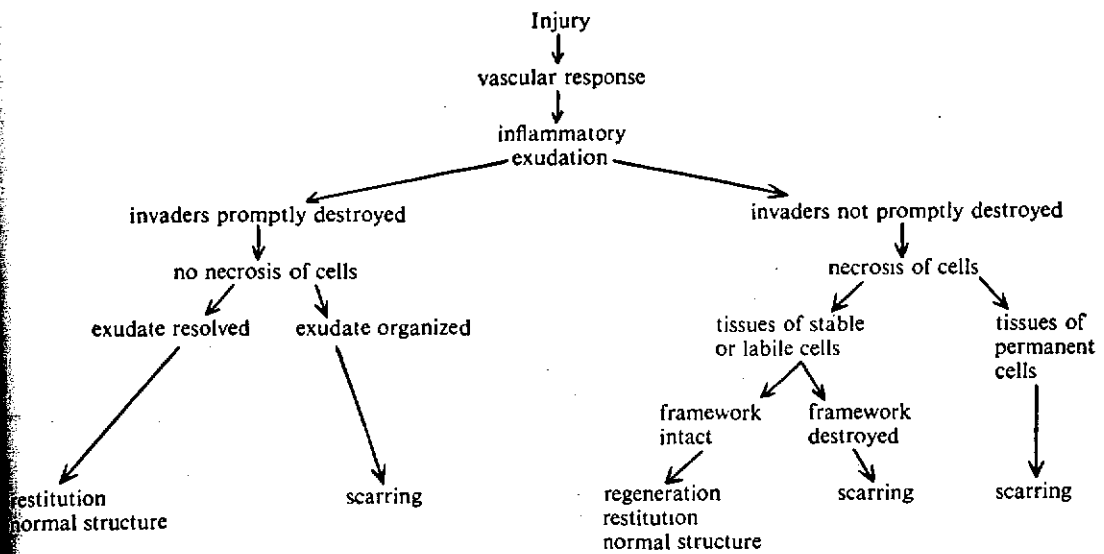 Injury
vascular response
inflammatory
exudation
invaders promptly destroyed
invaders not promptly destroyed
no necrosis of cells
necrosis of cells
exudate resolved
exudate organized
tissues of stable
or labile cells
tissues of
permanent
cells
framework
intact
framework
destroyed
restitution
normal structure
scarring
regeneration
restitution
normal structure
scarring
scarring